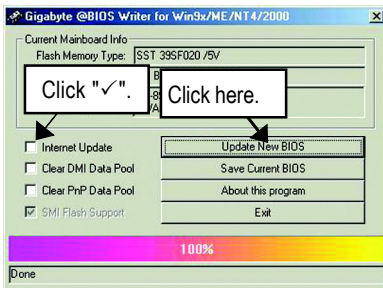 Gigabyte @BIOS Writer for Win9x/ME/NT4/2000
Current Mainboard Info
Flash Memory Type: SST 39SF020 /5V
Click "✓".
Click here.
Internet Update
Update New BIOS
Clear DMI Data Pool
Save Current BIOS
Clear PnP Data Pool
About this program
SMI Flash Support
Exit
100%
Done